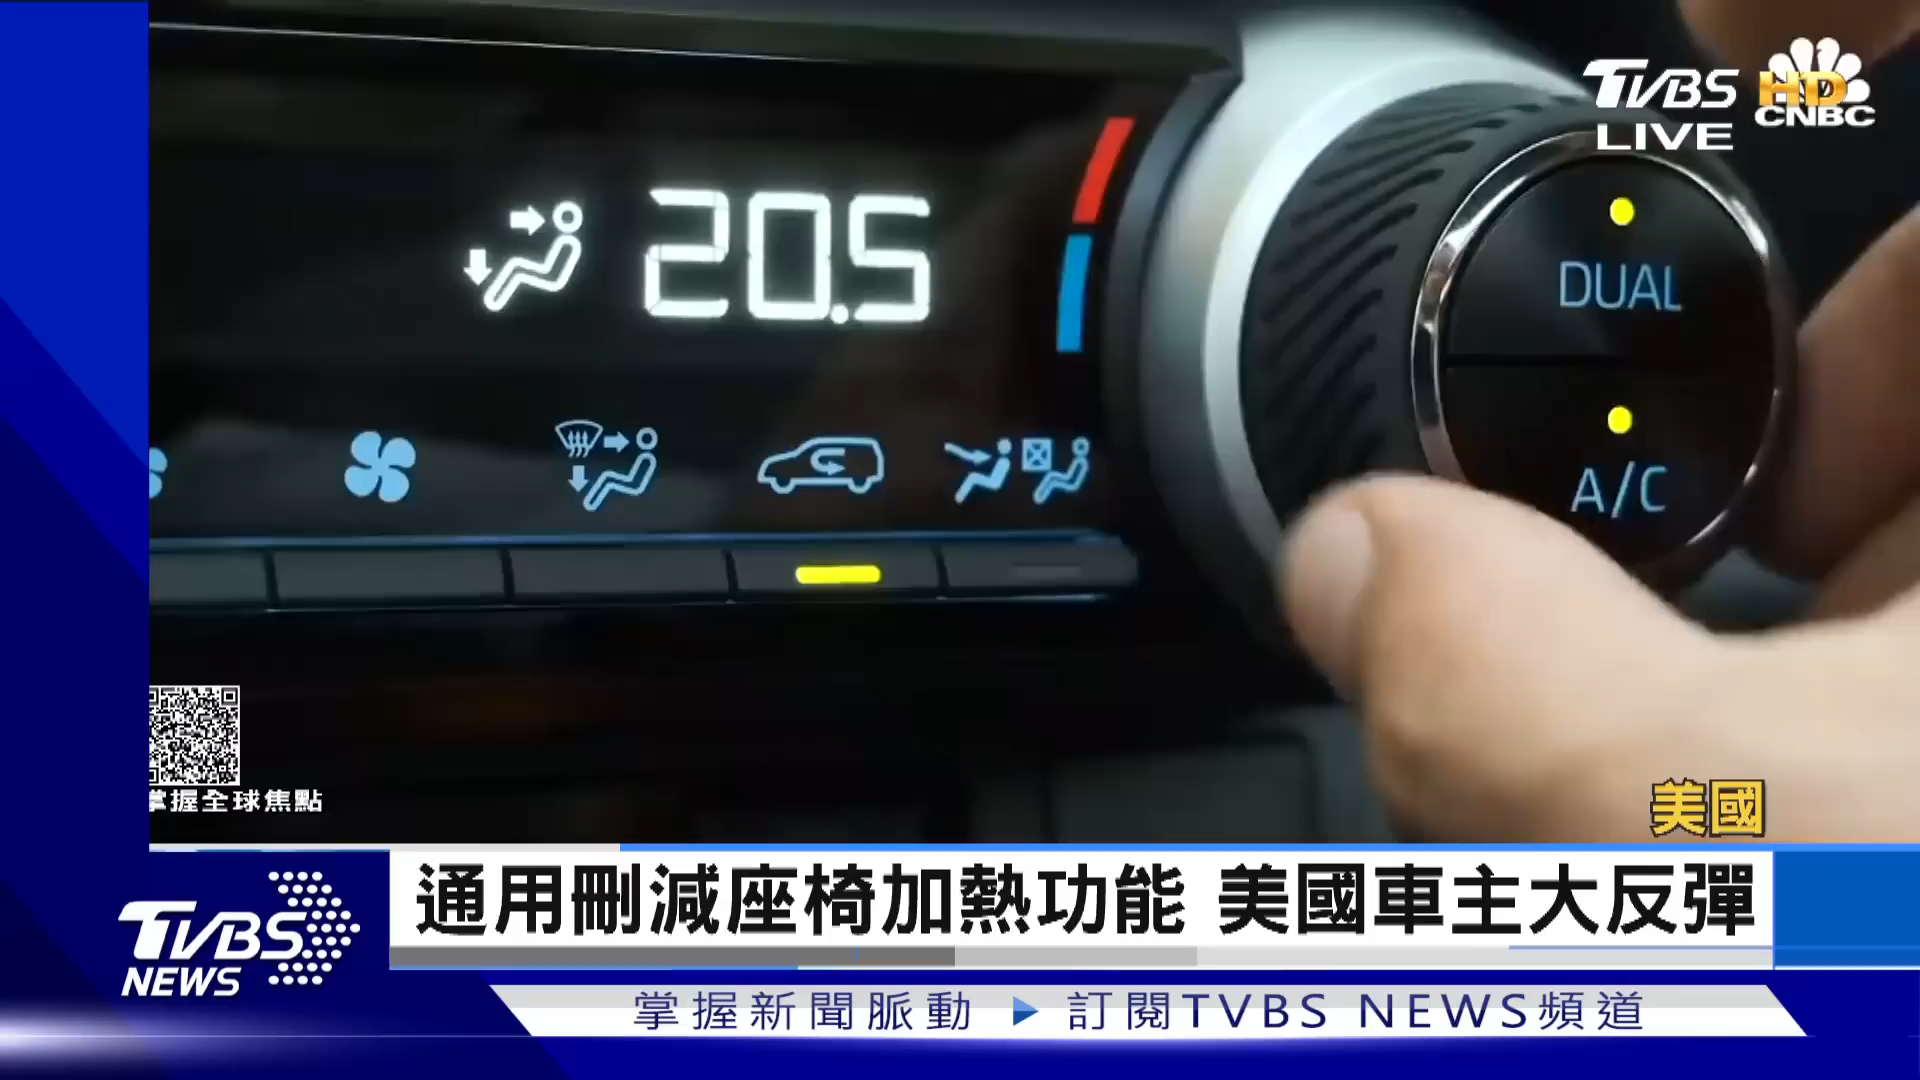 TVBS
LIVE
HD
CNBC
20.5
DUAL
A/C
掌握全球焦點
美國
通用刪減座椅加熱功能 美國車主大反彈
TVBS
NEWS
掌握新聞脈動 ▶ 訂閱TVBS NEWS頻道